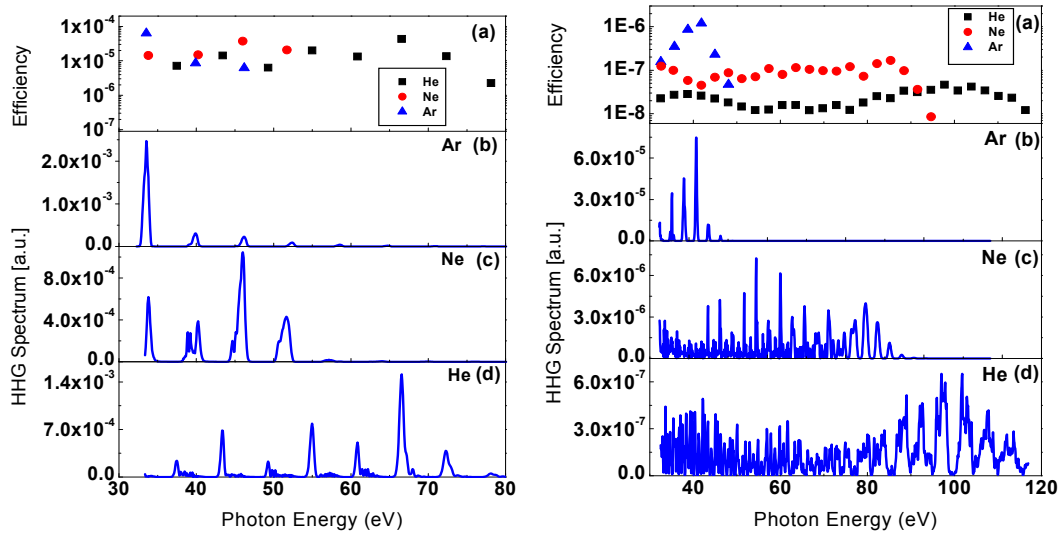 Efficiency
1x10-4
1x10-5
10-6
10-7
(a)
He
Ne
Ar
HHG Spectrum [a.u.]
Ar (b)
2.0x10-3
1.0x10-3
0.0
Ne (c)
8.0x10-4
4.0x10-4
0.0
He (d)
1.4x10-3
7.0x10-4
0.0
30 40 50 60 70 80
Photon Energy (eV)
Efficiency
1E-6
1E-7
1E-8
(a)
He
Ne
Ar
HHG Spectrum [a.u.]
Ar (b)
6.0x10-5
3.0x10-5
0.0
Ne (c)
6.0x10-6
3.0x10-6
0.0
He (d)
6.0x10-7
3.0x10-7
0.0
40 60 80 100 120
Photon Energy (eV)